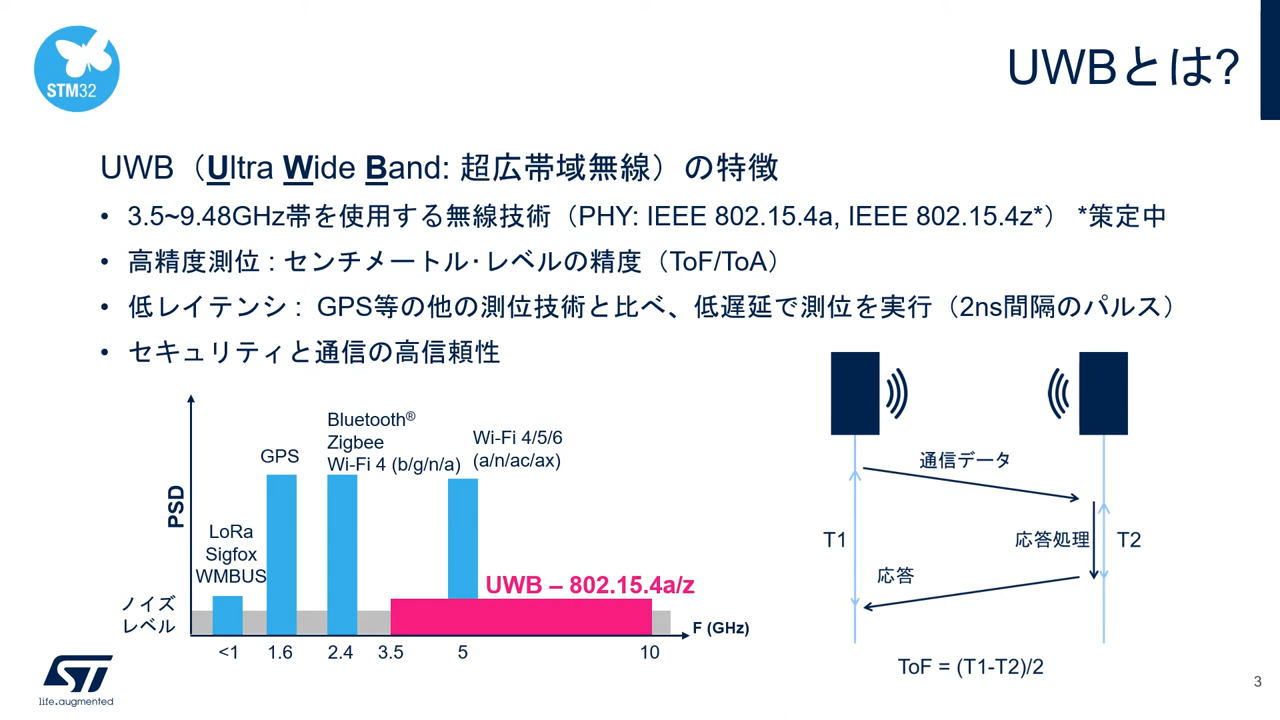 STM32
UWBとは?
UWB（Ultra Wide Band: 超広帯域無線）の特徴
• 3.5~9.48GHz帯を使用する無線技術（PHY: IEEE 802.15.4a, IEEE 802.15.4z*） *策定中
• 高精度測位 : センチメートル･レベルの精度（ToF/ToA）
• 低レイテンシ : GPS等の他の測位技術と比べ、低遅延で測位を実行（2ns間隔のパルス）
• セキュリティと通信の高信頼性
PSD
ノイズ
レベル
LoRa
Sigfox
WMBUS
GPS
Bluetooth®
Zigbee
Wi-Fi 4 (b/g/n/a)
Wi-Fi 4/5/6
(a/n/ac/ax)
UWB – 802.15.4a/z
F (GHz)
<1
1.6
2.4
3.5
5
10
通信データ
T1
応答処理
T2
応答
ToF = (T1-T2)/2
ST
life.augmented
3